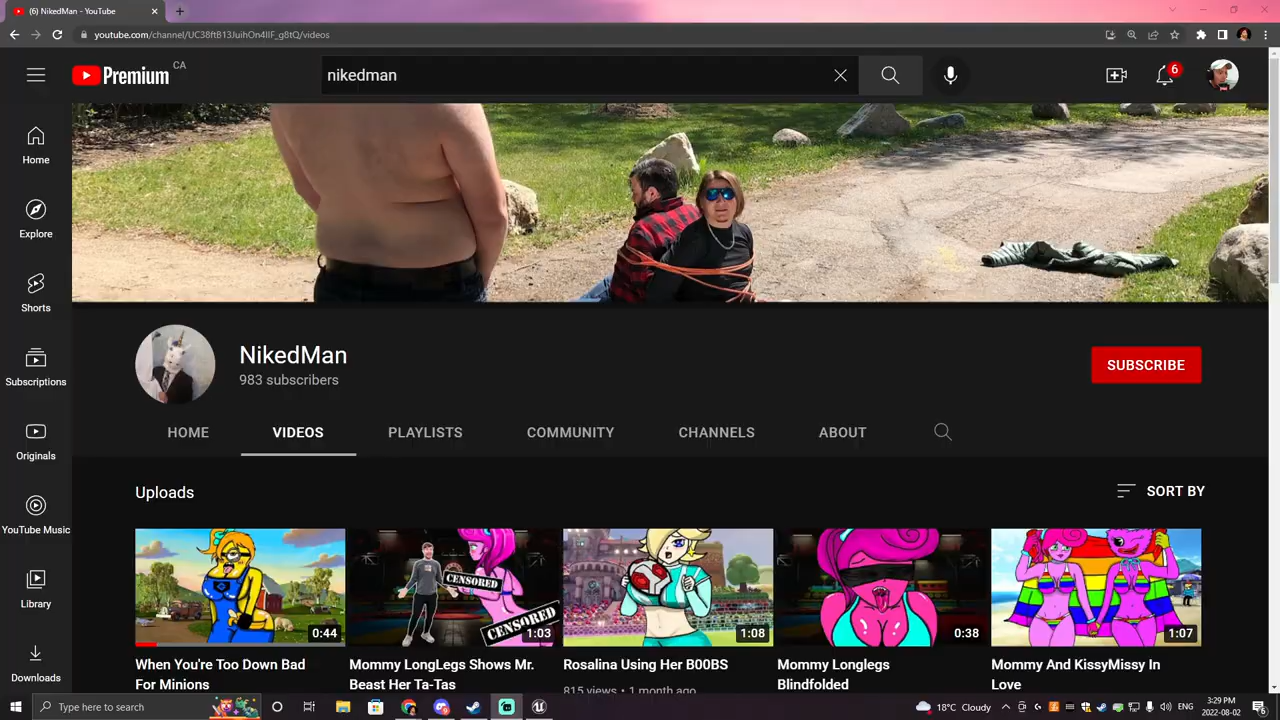 (6) NikedMan - YouTube
youtube.com/channel/UC38ftB13JuihOn4IIF_g8tQ/videos
Premium CA
nikedman
6
Home
Explore
Shorts
Subscriptions
Originals
YouTube Music
Library
Downloads
NikedMan
983 subscribers
SUBSCRIBE
HOME VIDEOS PLAYLISTS COMMUNITY CHANNELS ABOUT
Uploads
SORT BY
CENSORED
CENSORED
0:44 1:03 1:08 0:38 1:07
When You're Too Down Bad
For Minions
Mommy LongLegs Shows Mr.
Beast Her Ta-Tas
Rosalina Using Her B00BS
815 views • 1 month ago
Mommy Longlegs
Blindfolded
Mommy And KissyMissy In
Love
Type here to search
18°C Cloudy
ENG
3:29 PM
2022-08-02
6